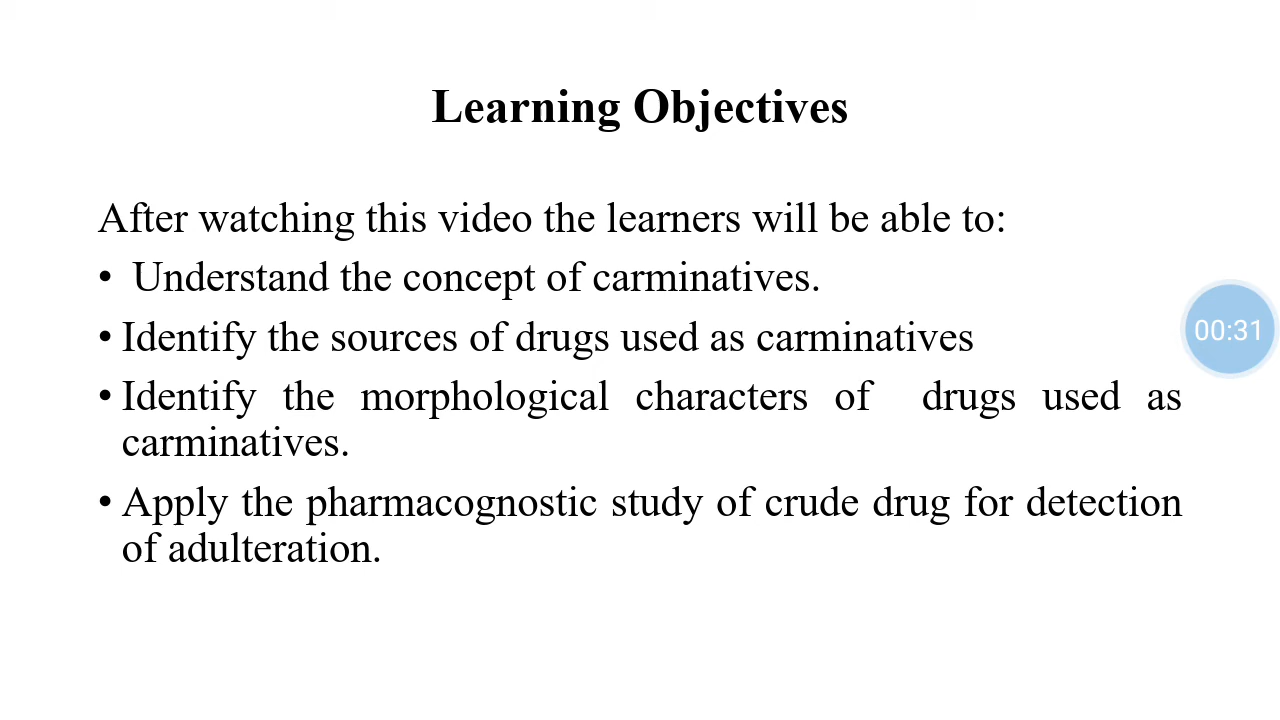 Learning Objectives
After watching this video the learners will be able to:
• Understand the concept of carminatives.
• Identify the sources of drugs used as carminatives
00:31
• Identify the morphological characters of drugs used as
carminatives.
• Apply the pharmacognostic study of crude drug for detection
of adulteration.